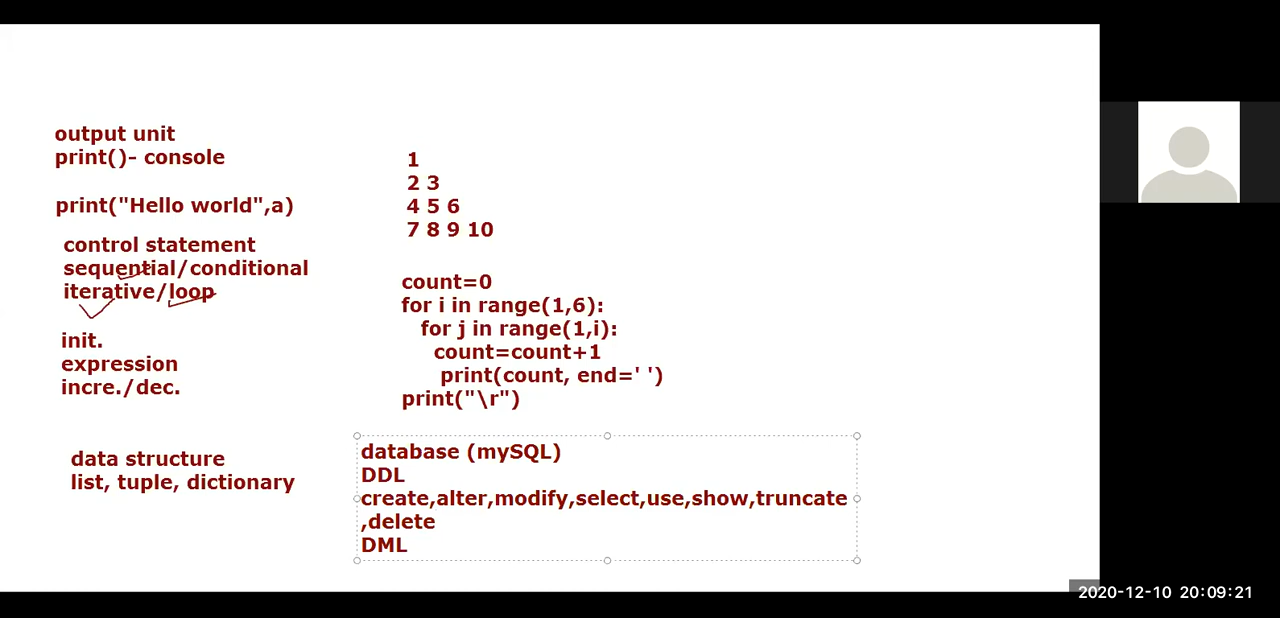 output unit
print()- console
print("Hello world",a)
control statement
sequential/conditional
iterative/loop
init.
expression
incre./dec.
data structure
list, tuple, dictionary
1
2 3
4 5 6
7 8 9 10
count=0
for i in range(1,6):
for j in range(1,i):
count=count+1
print(count, end=' ')
print("\r")
database (mySQL)
DDL
create,alter,modify,select,use,show,truncate
,delete
DML
2020-12-10 20:09:21